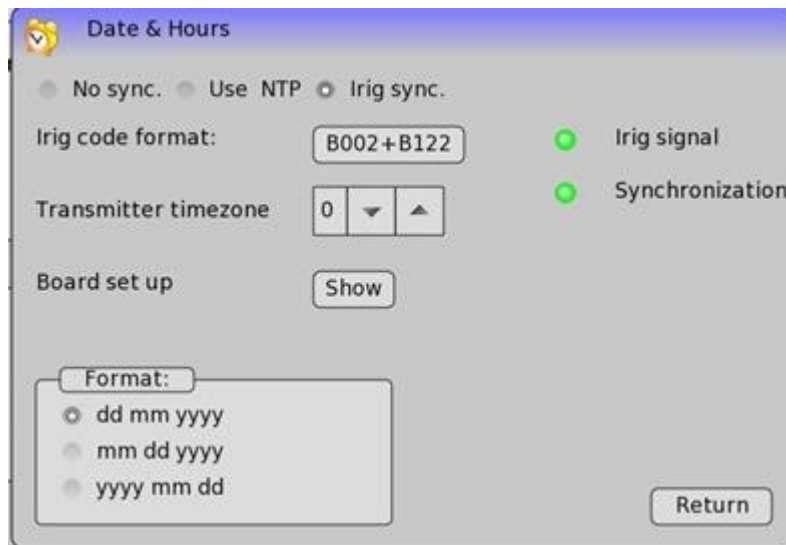 Date & Hours
No sync. Use NTP Irig sync.
Irig code format: B002+B122 Irig signal
Transmitter timezone 0 Synchronization
Board set up Show
Format:
dd mm yyyy
mm dd yyyy
yyyy mm dd
Return